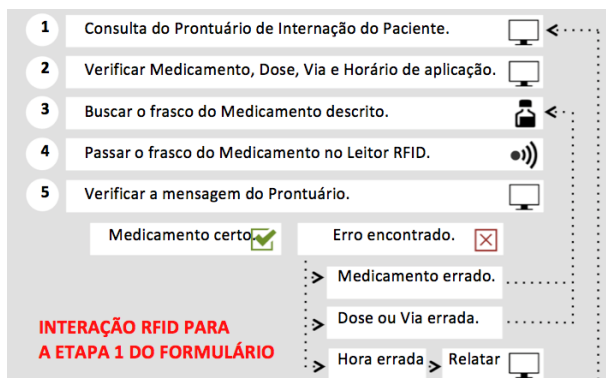 1 Consulta do Prontuário de Internação do Paciente.
2 Verificar Medicamento, Dose, Via e Horário de aplicação.
3 Buscar o frasco do Medicamento descrito.
4 Passar o frasco do Medicamento no Leitor RFID.
5 Verificar a mensagem do Prontuário.
Medicamento certo. Erro encontrado.
Medicamento errado.
Dose ou Via errada.
Hora errada Relatar
INTERAÇÃO RFID PARA
A ETAPA 1 DO FORMULÁRIO